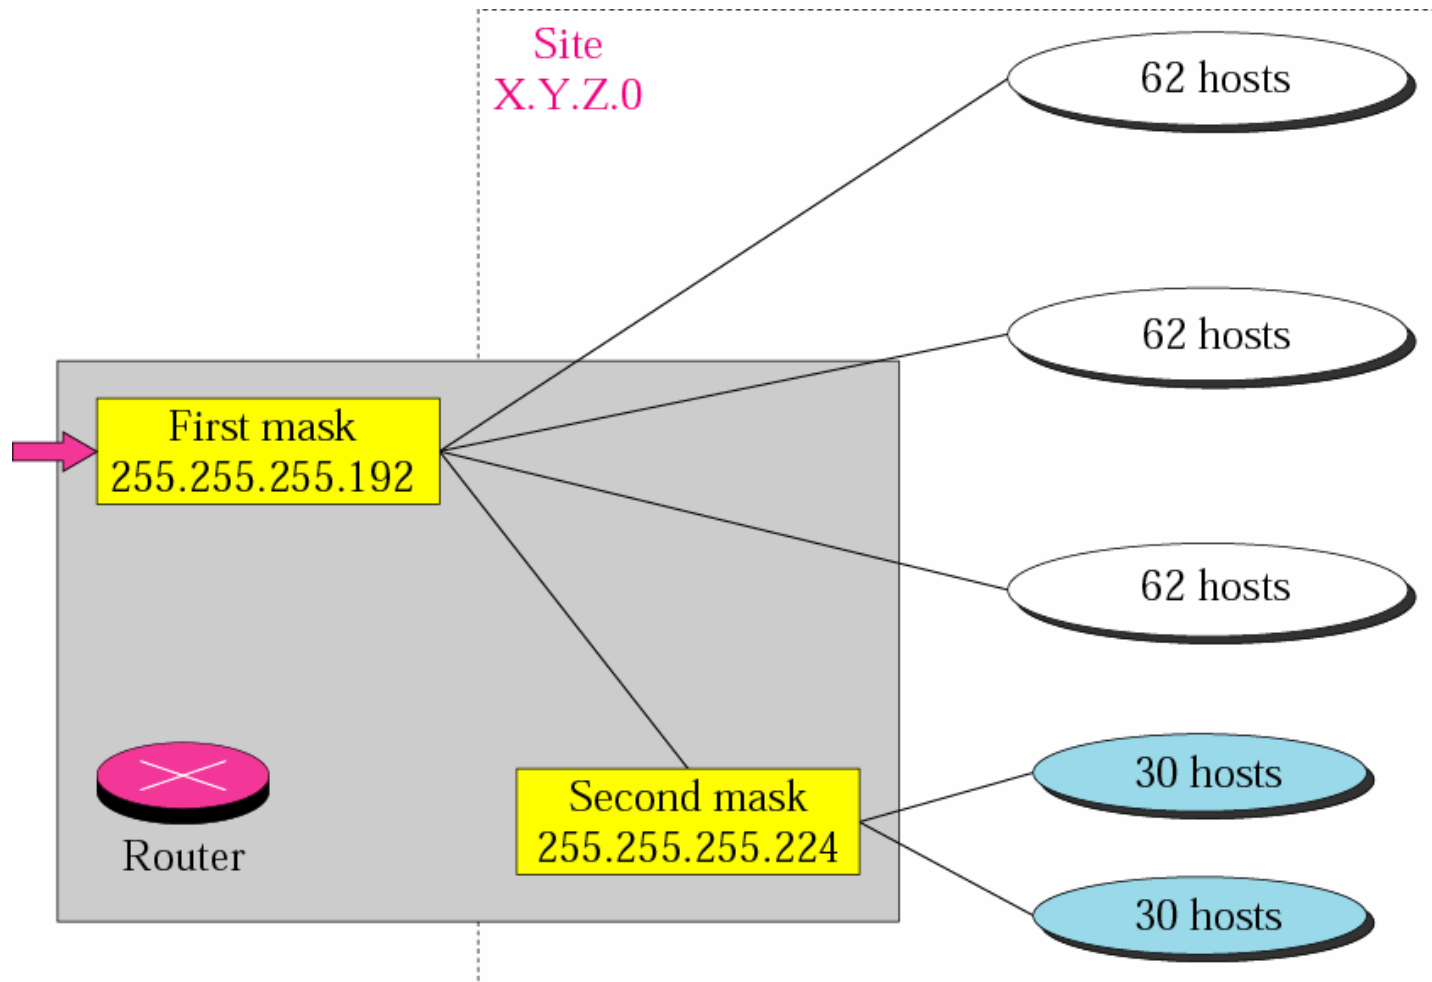 Site
X.Y.Z.0
62 hosts
62 hosts
First mask
255.255.255.192
62 hosts
Second mask
255.255.255.224
30 hosts
30 hosts
Router